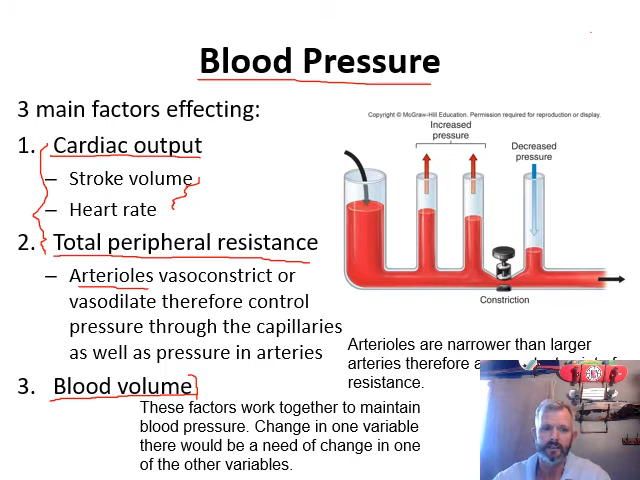 Blood Pressure
3 main factors effecting:
1. Cardiac output
– Stroke volume
– Heart rate
2. Total peripheral resistance
– Arterioles vasoconstrict or
vasodilate therefore control
pressure through the capillaries
as well as pressure in arteries
3. Blood volume
These factors work together to maintain
blood pressure. Change in one variable
there would be a need of change in one
of the other variables.
Copyright © McGraw-Hill Education. Permission required for reproduction or display.
Increased
pressure
Decreased
pressure
Constriction
Arterioles are narrower than larger
arteries therefore
resistance.